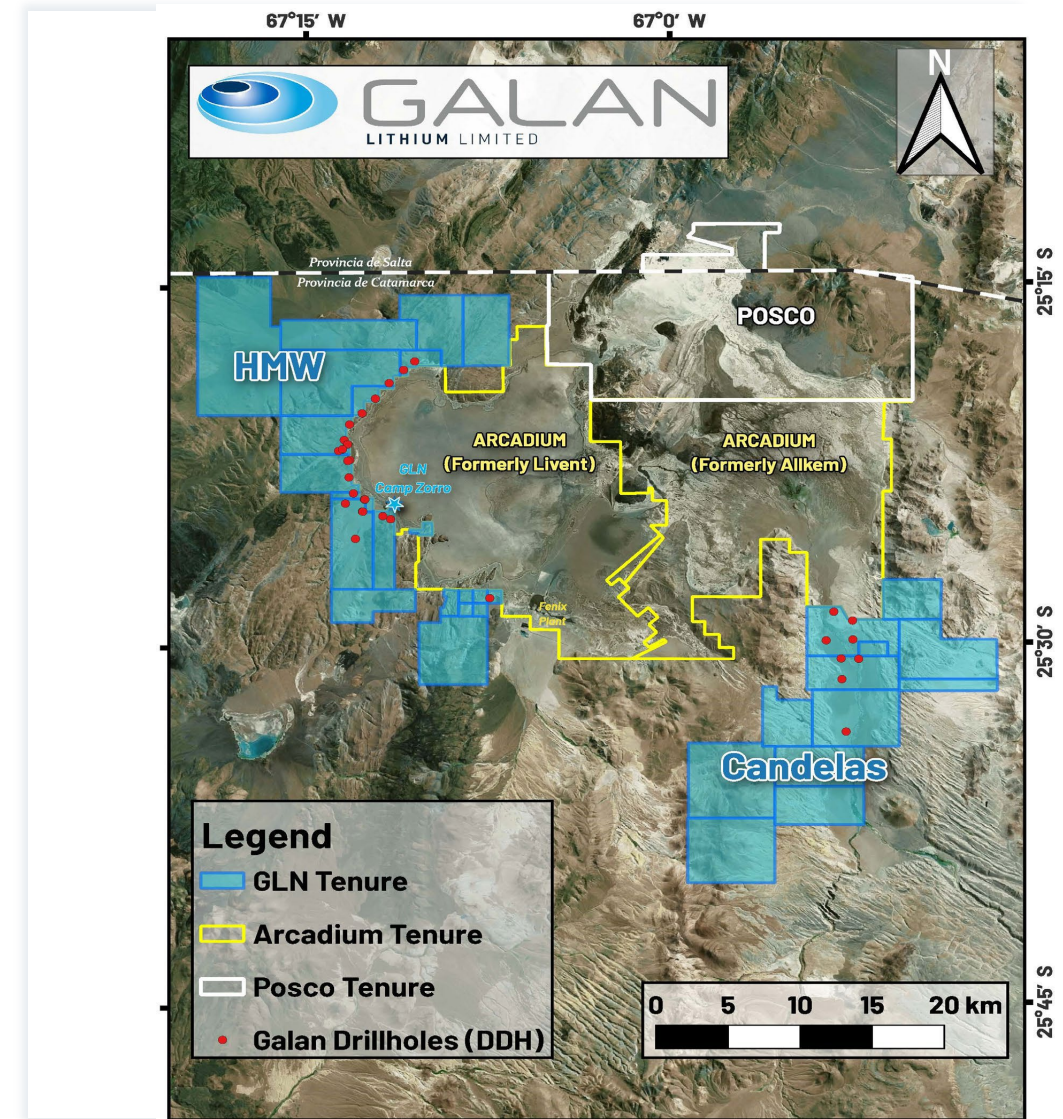 67°15′ W
67°0′ W
GALAN
LITHIUM LIMITED
N
25°15′ S
Provincia de Salta
Provincia de Catamarca
POSCO
HMW
ARCADIUM
(Formerly Livent)
ARCADIUM
(Formerly Allkem)
GLN
Camp Zorro
Fenix
Plant
25°30′ S
Candelas
Legend
GLN Tenure
Arcadium Tenure
Posco Tenure
Galan Drillholes (DDH)
0 5 10 15 20 km
25°45′ S